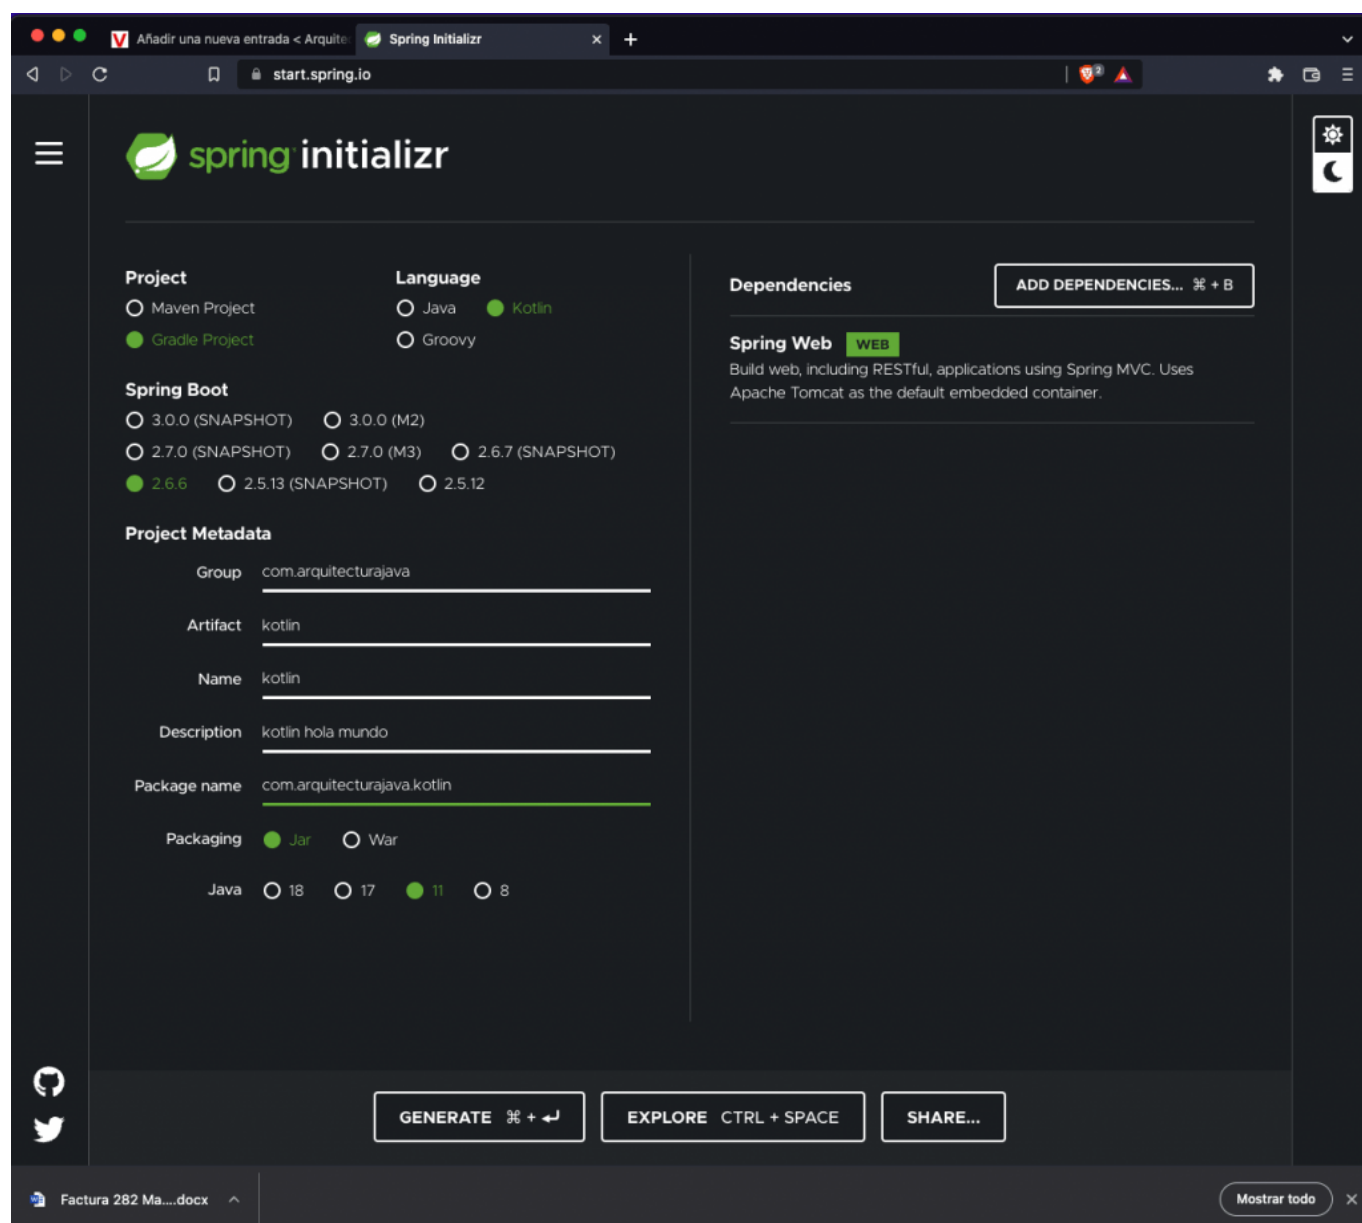 Añadir una nueva entrada < Arquite
Spring Initializr
start.spring.io
2
spring initializr
Project
Maven Project
Gradle Project
Language
Java Kotlin
Groovy
Spring Boot
3.0.0 (SNAPSHOT) 3.0.0 (M2)
2.7.0 (SNAPSHOT) 2.7.0 (M3) 2.6.7 (SNAPSHOT)
2.6.6 2.5.13 (SNAPSHOT) 2.5.12
Project Metadata
Group com.arquitecturajava
Artifact kotlin
Name kotlin
Description kotlin hola mundo
Package name com.arquitecturajava.kotlin
Packaging Jar War
Java 18 17 11 8
Dependencies
ADD DEPENDENCIES... ⌘ + B
Spring Web WEB
Build web, including RESTful, applications using Spring MVC. Uses
Apache Tomcat as the default embedded container.
GENERATE ⌘ + ↵
EXPLORE CTRL + SPACE
SHARE...
Factura 282 Ma....docx
Mostrar todo